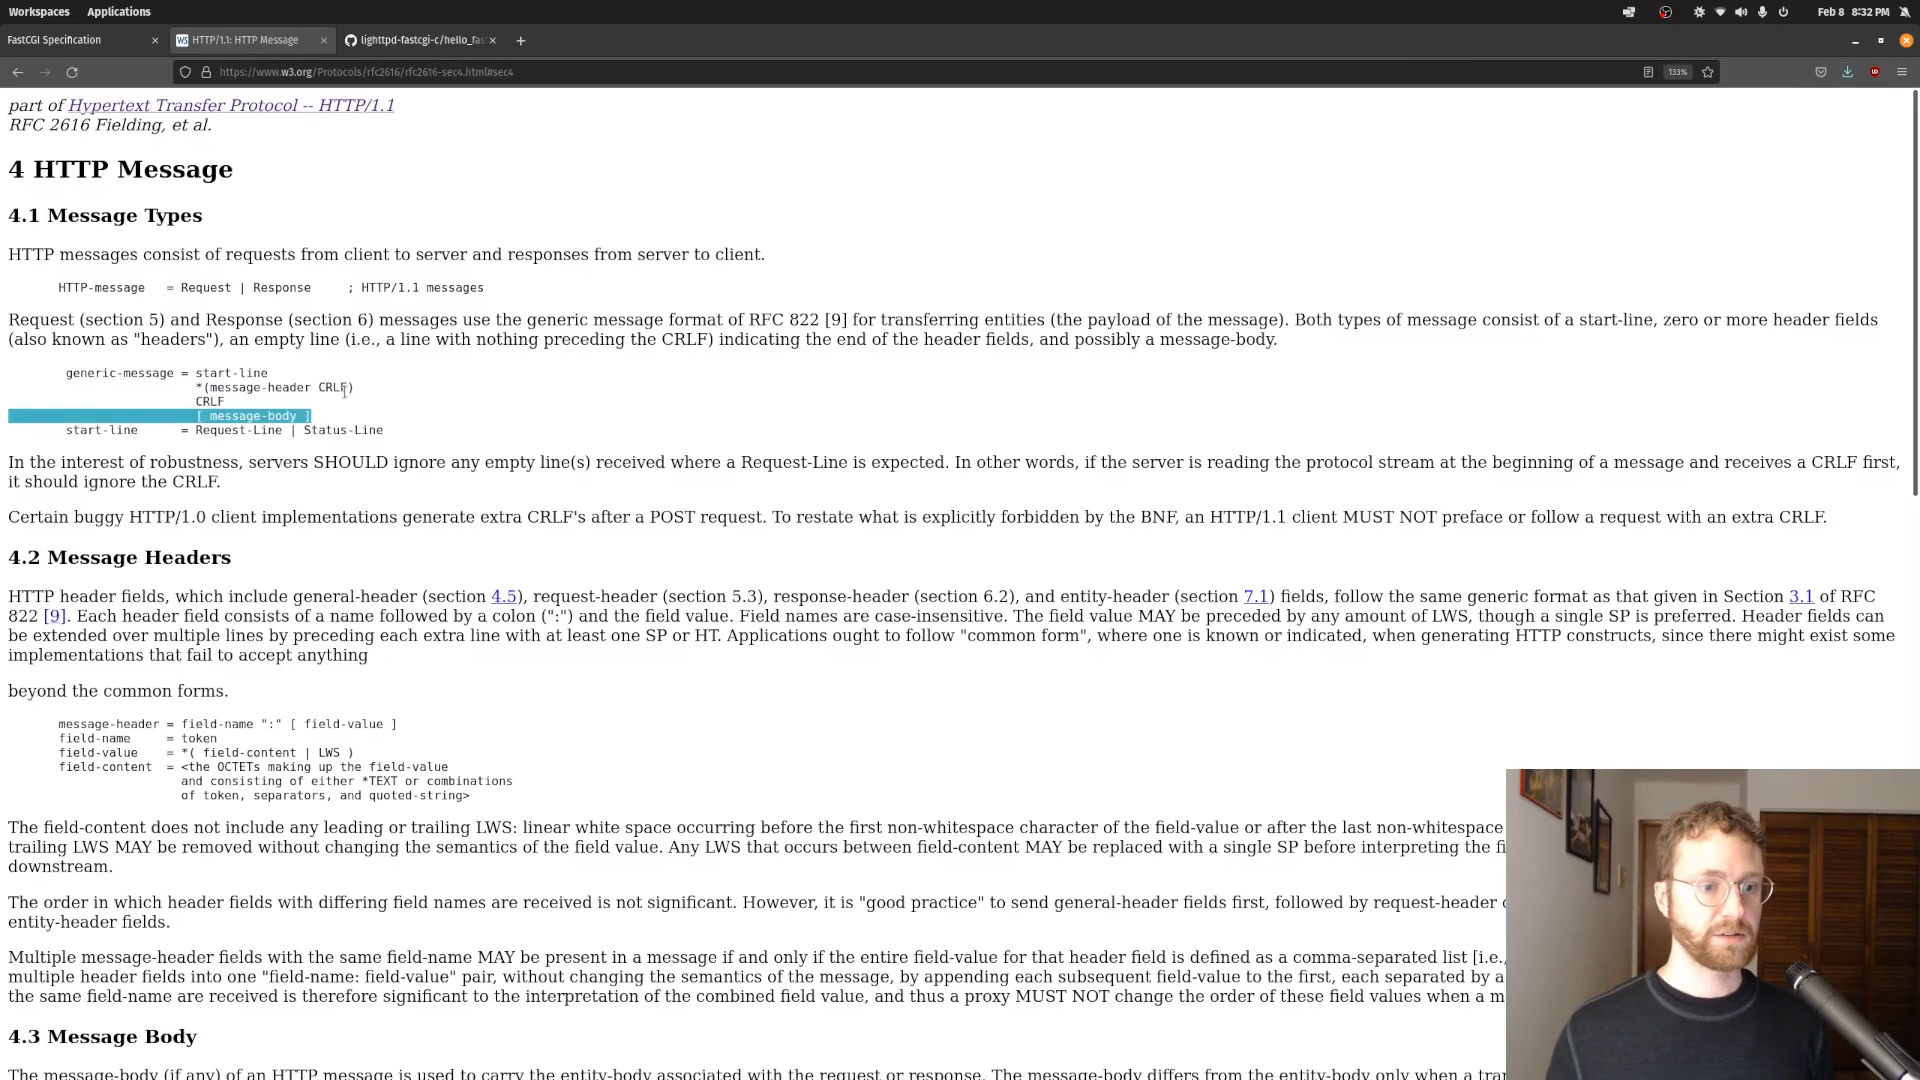 Workspaces Applications Feb 8 8:32 PM
FastCGI Specification HTTP/1.1: HTTP Message lighttpd-fastcgi-c/hello_fas
https://www.w3.org/Protocols/rfc2616/rfc2616-sec4.html#sec4 133%
part of Hypertext Transfer Protocol -- HTTP/1.1
RFC 2616 Fielding, et al.
4 HTTP Message
4.1 Message Types
HTTP messages consist of requests from client to server and responses from server to client.
HTTP-message = Request | Response ; HTTP/1.1 messages
Request (section 5) and Response (section 6) messages use the generic message format of RFC 822 [9] for transferring entities (the payload of the message). Both types of message consist of a start-line, zero or more header fields
(also known as "headers"), an empty line (i.e., a line with nothing preceding the CRLF) indicating the end of the header fields, and possibly a message-body.
generic-message = start-line
*(message-header CRLF)
CRLF
[ message-body ]
start-line = Request-Line | Status-Line
In the interest of robustness, servers SHOULD ignore any empty line(s) received where a Request-Line is expected. In other words, if the server is reading the protocol stream at the beginning of a message and receives a CRLF first,
it should ignore the CRLF.
Certain buggy HTTP/1.0 client implementations generate extra CRLF's after a POST request. To restate what is explicitly forbidden by the BNF, an HTTP/1.1 client MUST NOT preface or follow a request with an extra CRLF.
4.2 Message Headers
HTTP header fields, which include general-header (section 4.5), request-header (section 5.3), response-header (section 6.2), and entity-header (section 7.1) fields, follow the same generic format as that given in Section 3.1 of RFC
822 [9]. Each header field consists of a name followed by a colon (":") and the field value. Field names are case-insensitive. The field value MAY be preceded by any amount of LWS, though a single SP is preferred. Header fields can
be extended over multiple lines by preceding each extra line with at least one SP or HT. Applications ought to follow "common form", where one is known or indicated, when generating HTTP constructs, since there might exist some
implementations that fail to accept anything
beyond the common forms.
message-header = field-name ":" [ field-value ]
field-name = token
field-value = *( field-content | LWS )
field-content = <the OCTETs making up the field-value
and consisting of either *TEXT or combinations
of token, separators, and quoted-string>
The field-content does not include any leading or trailing LWS: linear white space occurring before the first non-whitespace character of the field-value or after the last non-whitespace
trailing LWS MAY be removed without changing the semantics of the field value. Any LWS that occurs between field-content MAY be replaced with a single SP before interpreting the fi
downstream.
The order in which header fields with differing field names are received is not significant. However, it is "good practice" to send general-header fields first, followed by request-header
entity-header fields.
Multiple message-header fields with the same field-name MAY be present in a message if and only if the entire field-value for that header field is defined as a comma-separated list [i.e.,
multiple header fields into one "field-name: field-value" pair, without changing the semantics of the message, by appending each subsequent field-value to the first, each separated by a
the same field-name are received is therefore significant to the interpretation of the combined field value, and thus a proxy MUST NOT change the order of these field values when a m
4.3 Message Body
The message-body (if any) of an HTTP message is used to carry the entity-body associated with the request or response. The message-body differs from the entity-body only when a tran